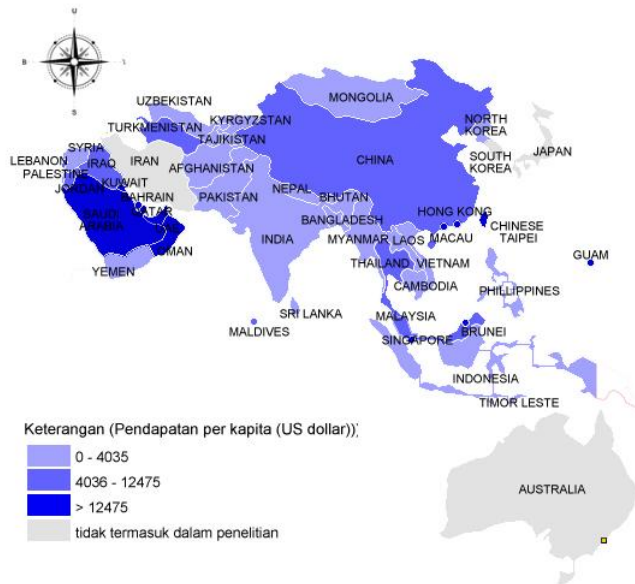 U
B
T
S
MONGOLIA
UZBEKISTAN
KYRGYZSTAN
TURKMENISTAN
TAJIKISTAN
NORTH
KOREA
SOUTH
KOREA
JAPAN
SYRIA
LEBANON
PALESTINE
IRAQ
IRAN
JORDAN
KUWAIT
AFGHANISTAN
CHINA
BAHRAIN
QATAR
PAKISTAN
NEPAL
BHUTAN
SAUDI
ARABIA
UAE
OMAN
YEMEN
INDIA
BANGLADESH
MYANMAR
LAOS
HONG KONG
MACAU
CHINESE
TAIPEI
GUAM
THAILAND
VIETNAM
CAMBODIA
PHILLIPPINES
SRI LANKA
MALDIVES
MALAYSIA
SINGAPORE
BRUNEI
INDONESIA
TIMOR LESTE
AUSTRALIA
Keterangan (Pendapatan per kapita (US dollar))
0 - 4035
4036 - 12475
> 12475
tidak termasuk dalam penelitian